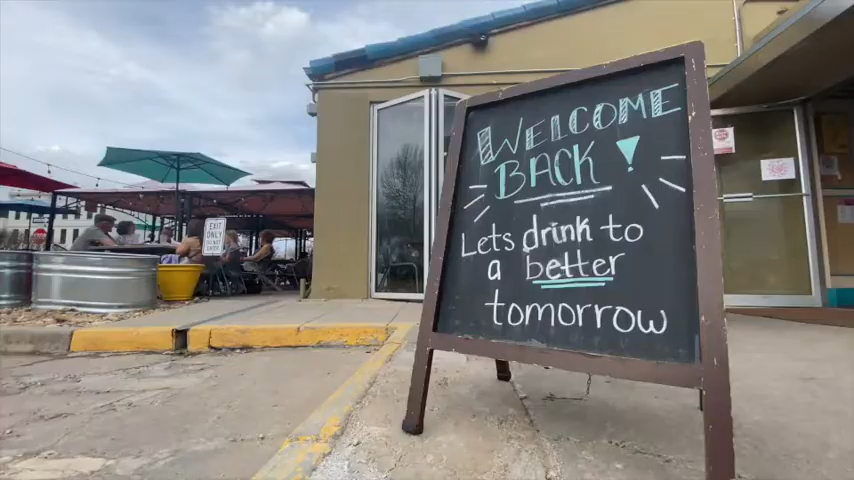 WELCOME
BACK!
Lets drink to
a better
tomorrow
EXIT
ONLY